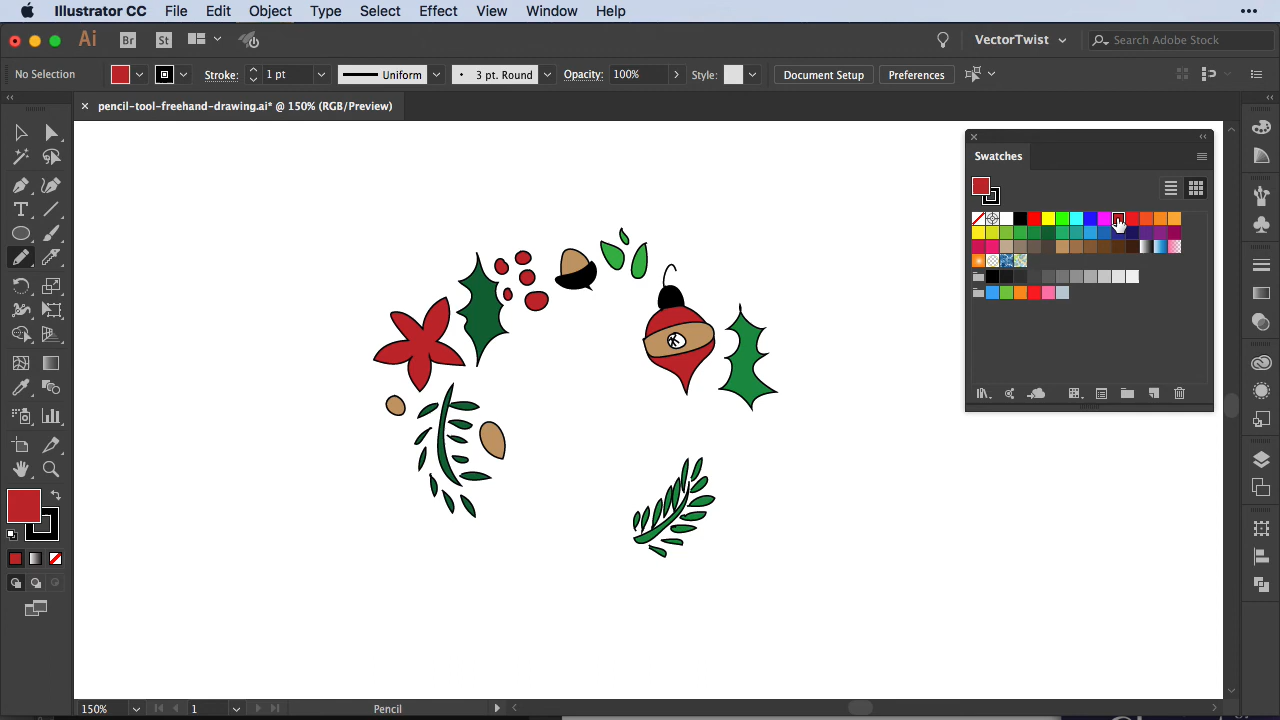 Illustrator CC File Edit Object Type Select Effect View Window Help
Ai Br St VectorTwist Search Adobe Stock
No Selection Stroke: 1 pt Uniform 3 pt. Round Opacity: 100% Style: Document Setup Preferences
pencil-tool-freehand-drawing.ai* @ 150% (RGB/Preview)
Swatches
T
150% 1 Pencil